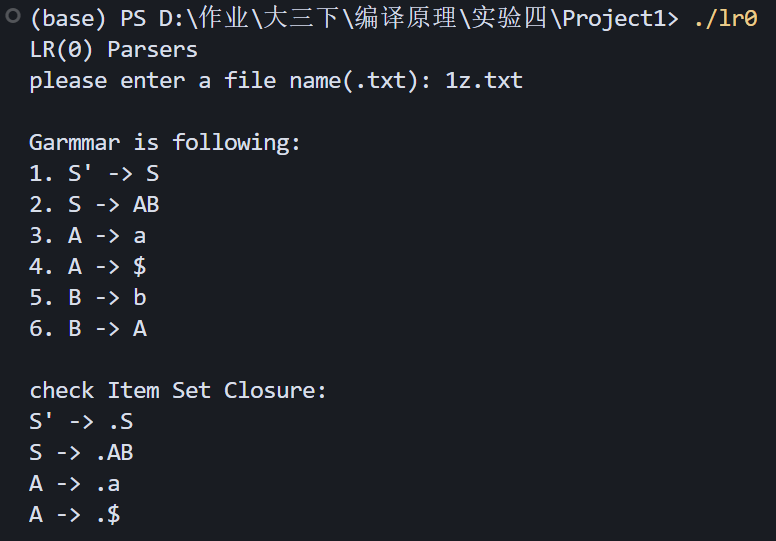 (base) PS D:\作业\大三下\编译原理\实验四\Project1> ./lr0
LR(0) Parsers
please enter a file name(.txt): 1z.txt
Garmmar is following:
1. S' -> S
2. S -> AB
3. A -> a
4. A -> $
5. B -> b
6. B -> A
check Item Set Closure:
S' -> .S
S -> .AB
A -> .a
A -> .$